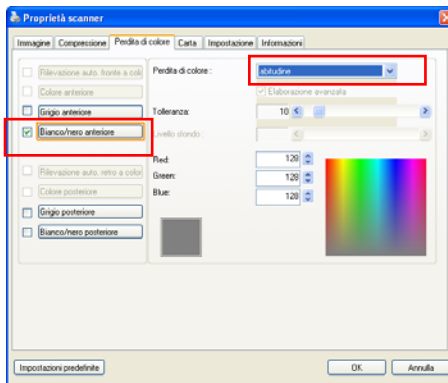 Proprietà scanner
Immagine Compressione Perdita di colore Carta Impostazione Informazioni
Rilevazione auto. fronte a colo
Colore anteriore
Grigio anteriore
Bianco/nero anteriore
Rilevazione auto. retro a color
Colore posteriore
Grigio posteriore
Bianco/nero posteriore
Perdita di colore : abitudine
Elaborazione avanzata
Tolleranza: 10
Livello sfondo :
Red: 128
Green: 128
Blue: 128
Impostazioni predefinite OK Annulla